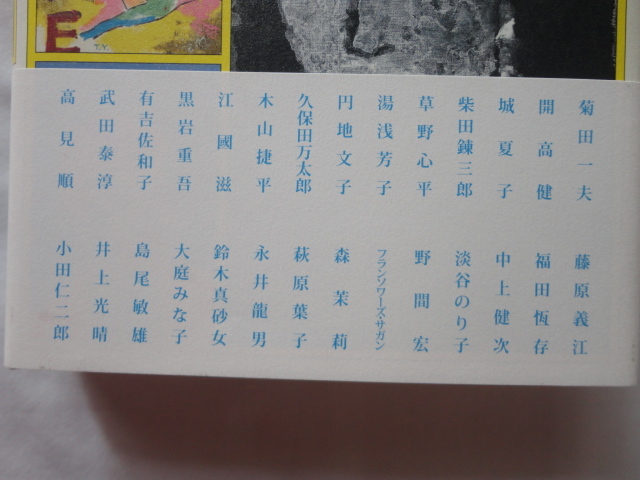 E
T.Y.
菊田一夫
開高健
城夏子
柴田錬三郎
草野心平
湯浅芳子
円地文子
久保田万太郎
木山捷平
江國滋
黒岩重吾
有吉佐和子
武田泰淳
高見順
藤原義江
福田恆存
中上健次
淡谷のり子
野間宏
フランソワーズ・サガン
森茉莉
萩原葉子
永井龍男
鈴木真砂女
大庭みな子
島尾敏雄
井上光晴
小田仁二郎